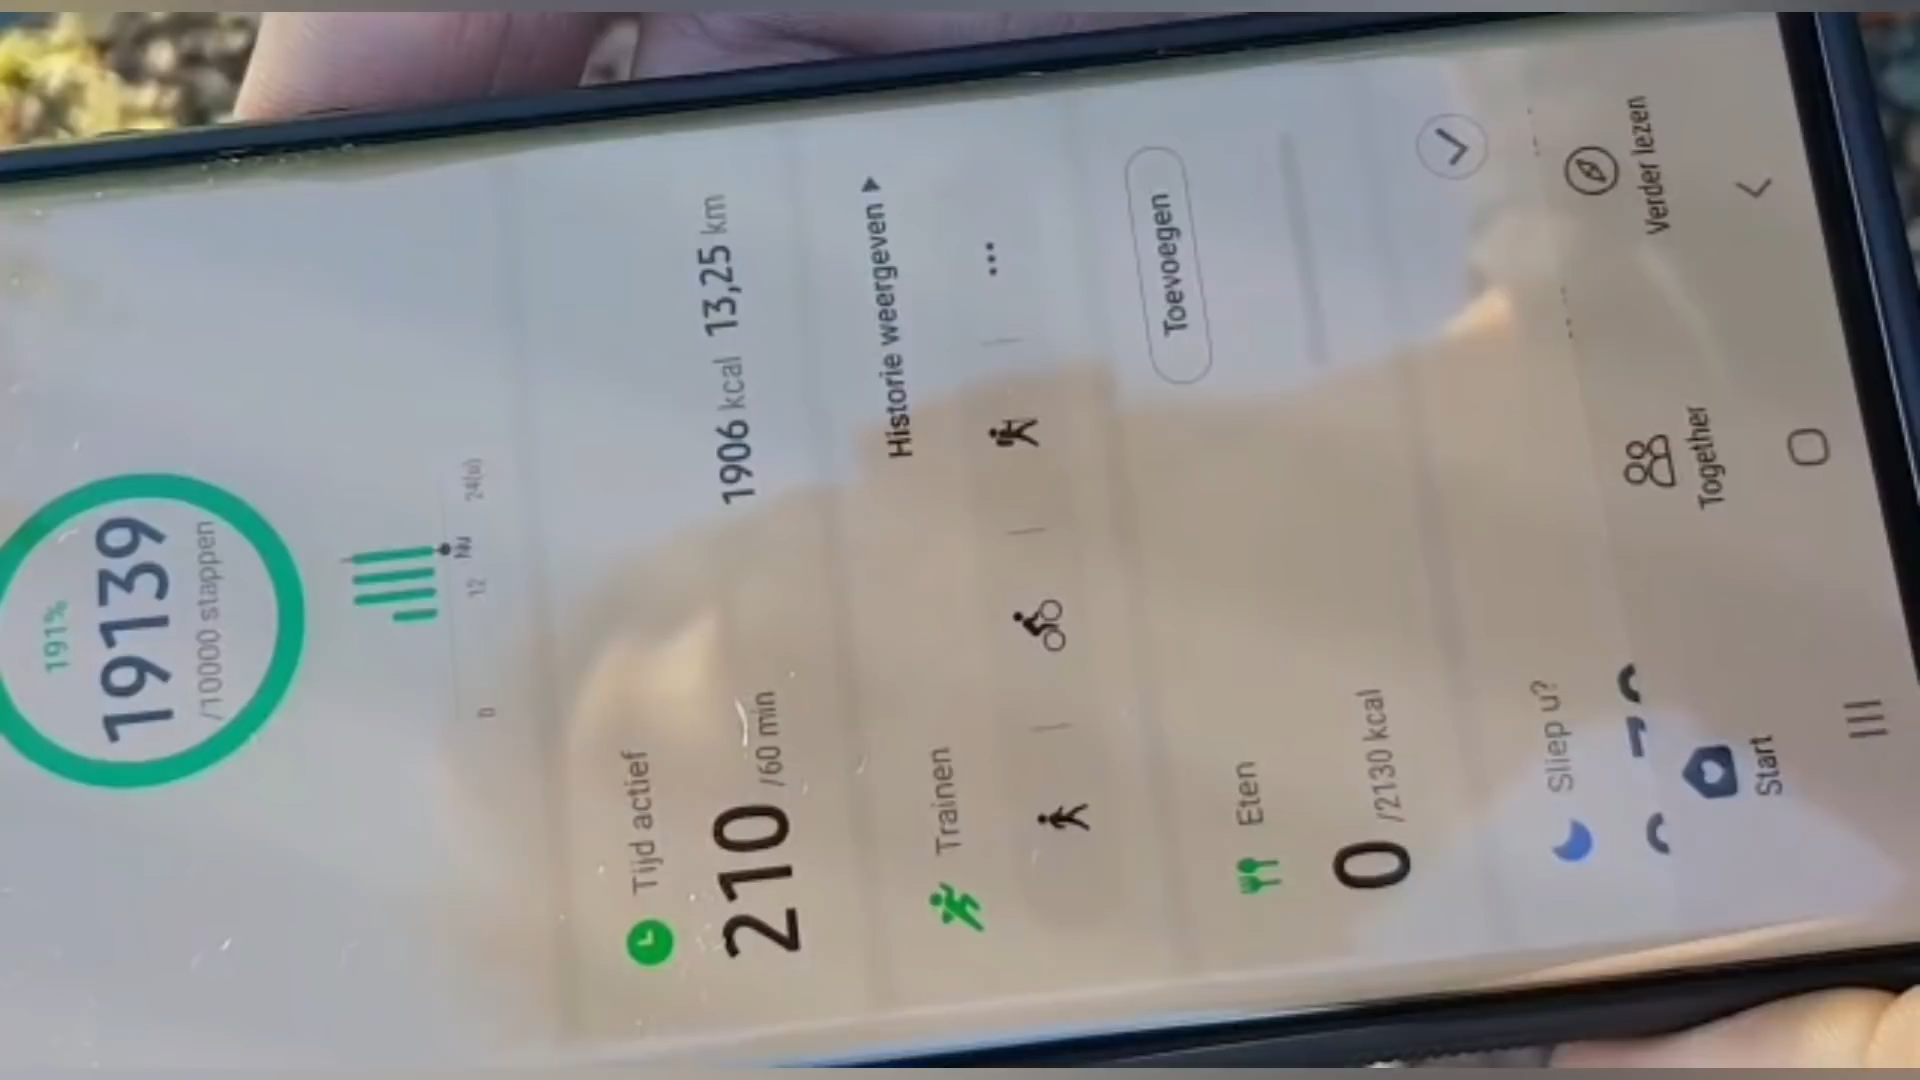 191%
19139
/10000 stappen
0 12 Nu 24(u)
Tijd actief
210 /60 min 1906 kcal 13,25 km
Historie weergeven
Trainen
Eten
0 /2130 kcal
Toevoegen
Sliep u?
Start Together Verder lezen